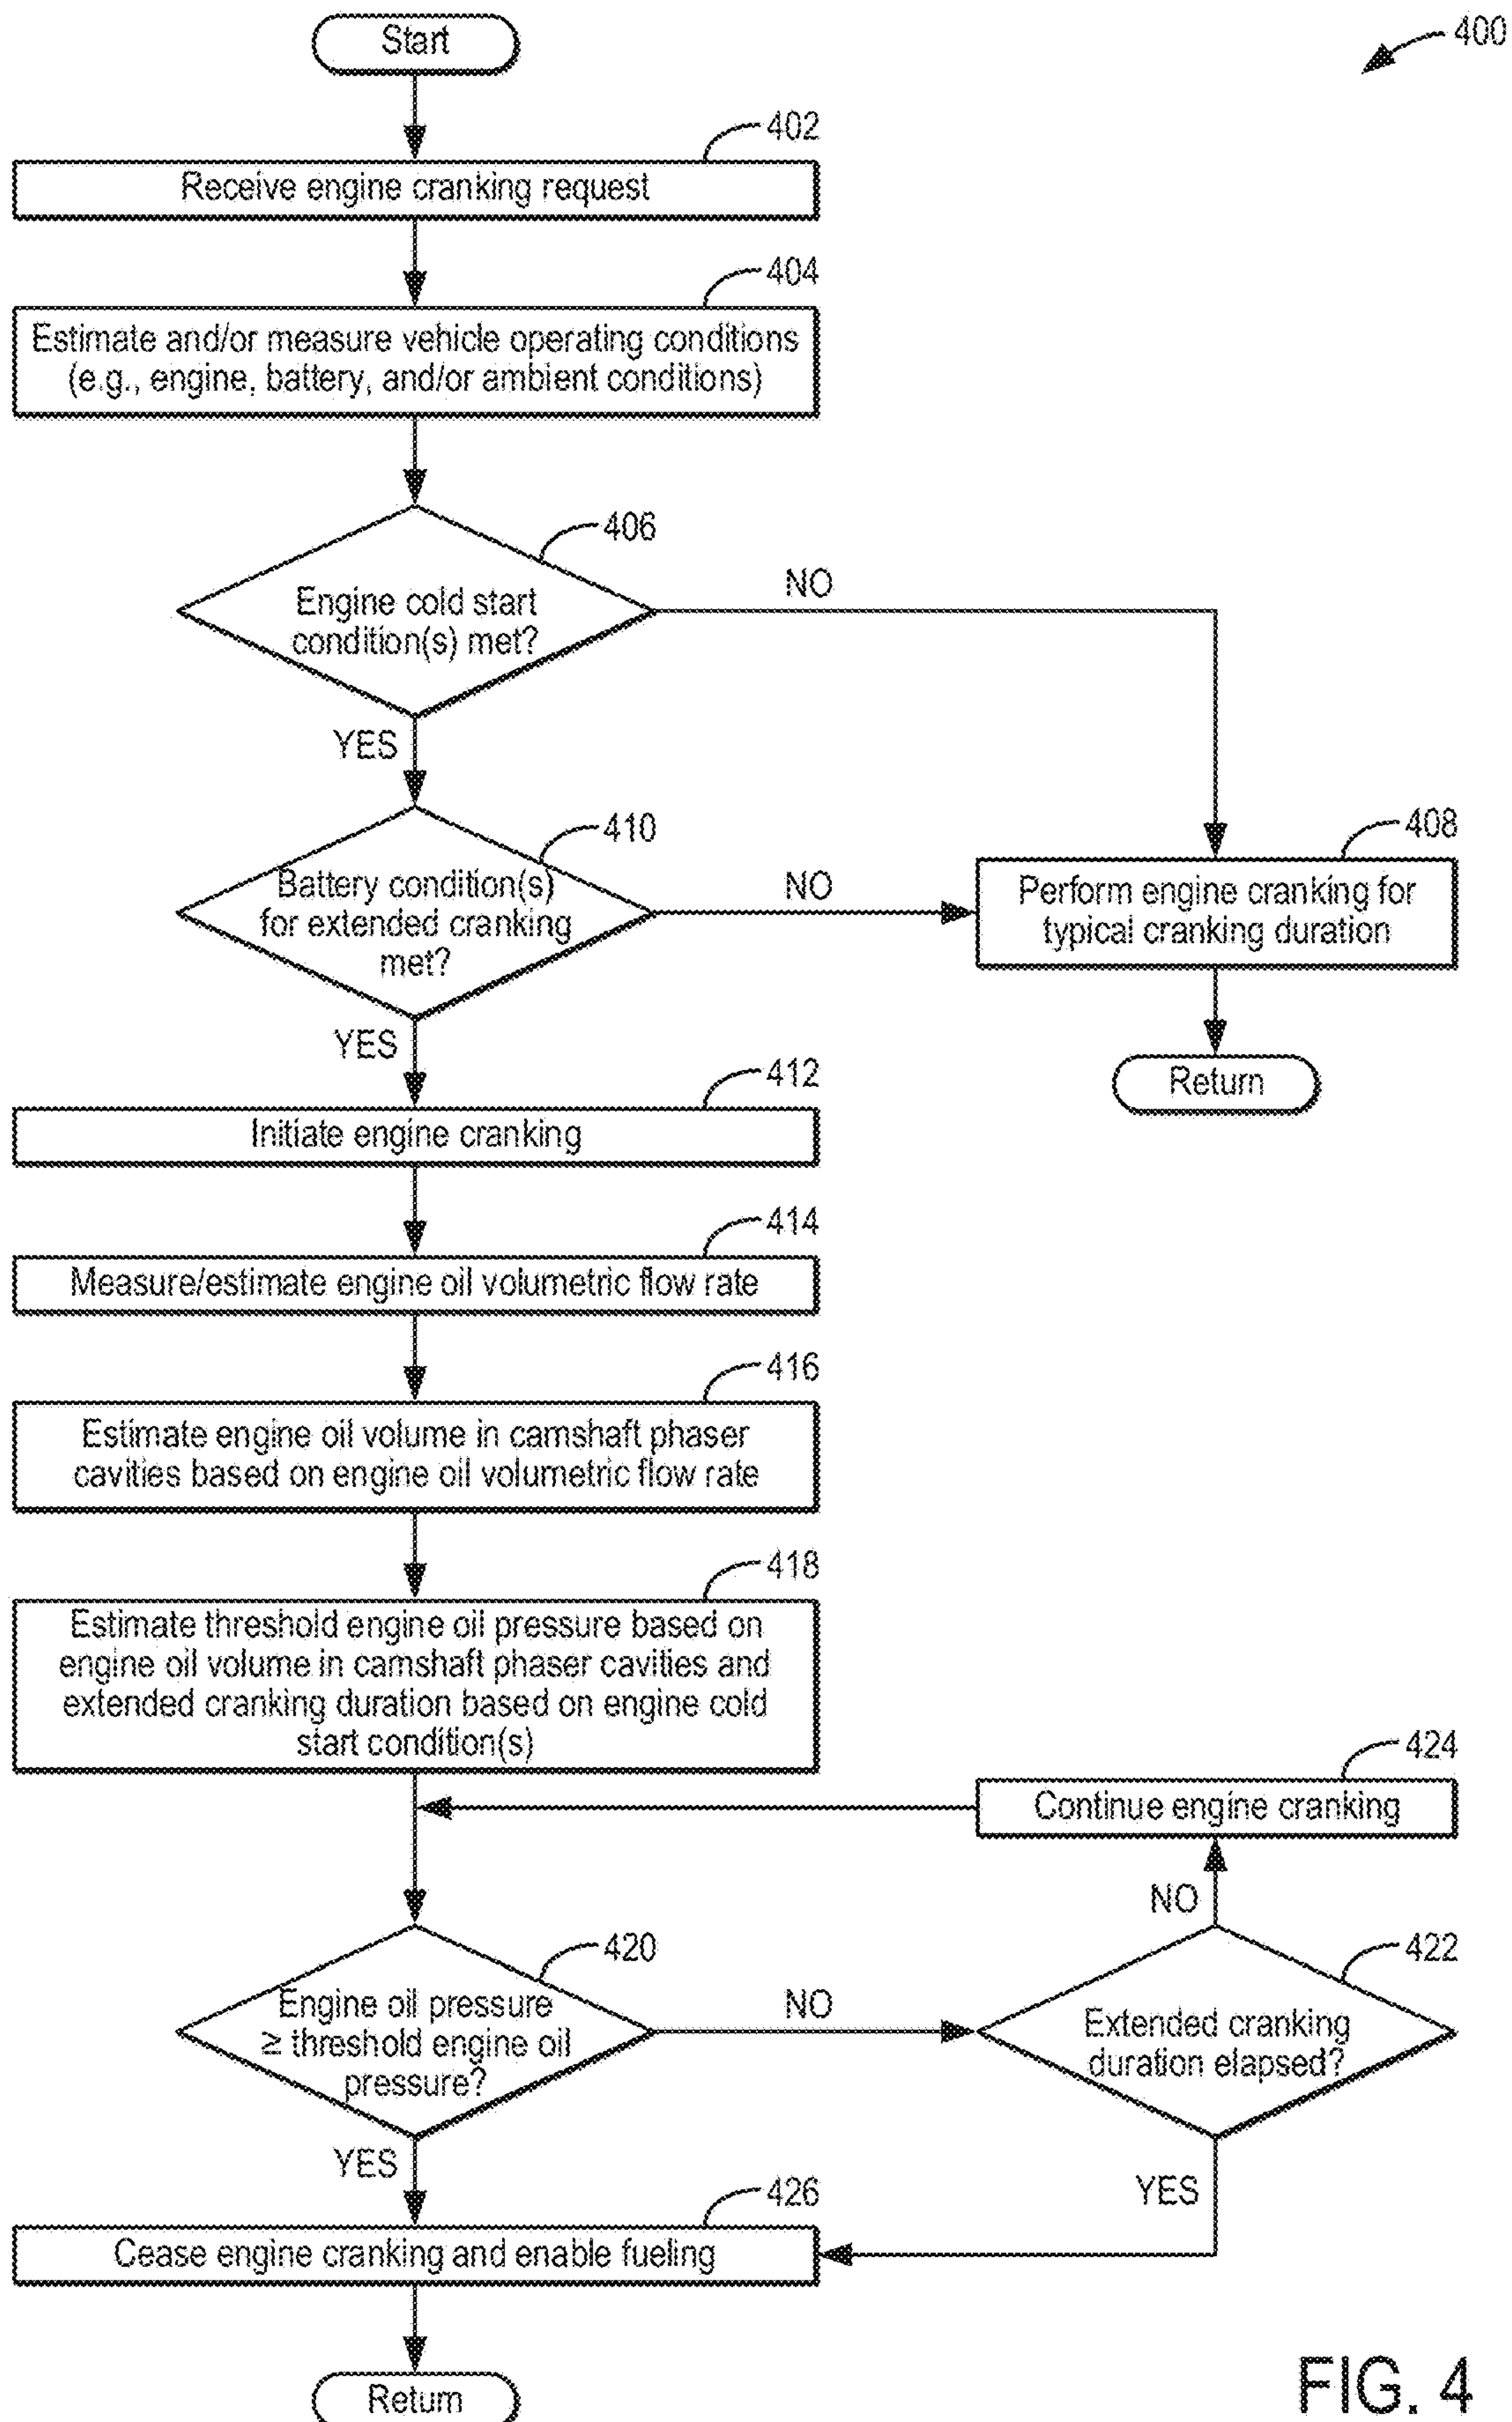 Start
400
402
Receive engine cranking request
404
Estimate and/or measure vehicle operating conditions
(e.g., engine, battery, and/or ambient conditions)
406
Engine cold start
condition(s) met?
NO
YES
410
Battery condition(s)
for extended cranking
met?
NO
408
Perform engine cranking for
typical cranking duration
Return
YES
412
Initiate engine cranking
414
Measure/estimate engine oil volumetric flow rate
416
Estimate engine oil volume in camshaft phaser
cavities based on engine oil volumetric flow rate
418
Estimate threshold engine oil pressure based on
engine oil volume in camshaft phaser cavities and
extended cranking duration based on engine cold
start condition(s)
424
Continue engine cranking
NO
420
Engine oil pressure
≥ threshold engine oil
pressure?
NO
422
Extended cranking
duration elapsed?
YES
YES
426
Cease engine cranking and enable fueling
Return
FIG. 4